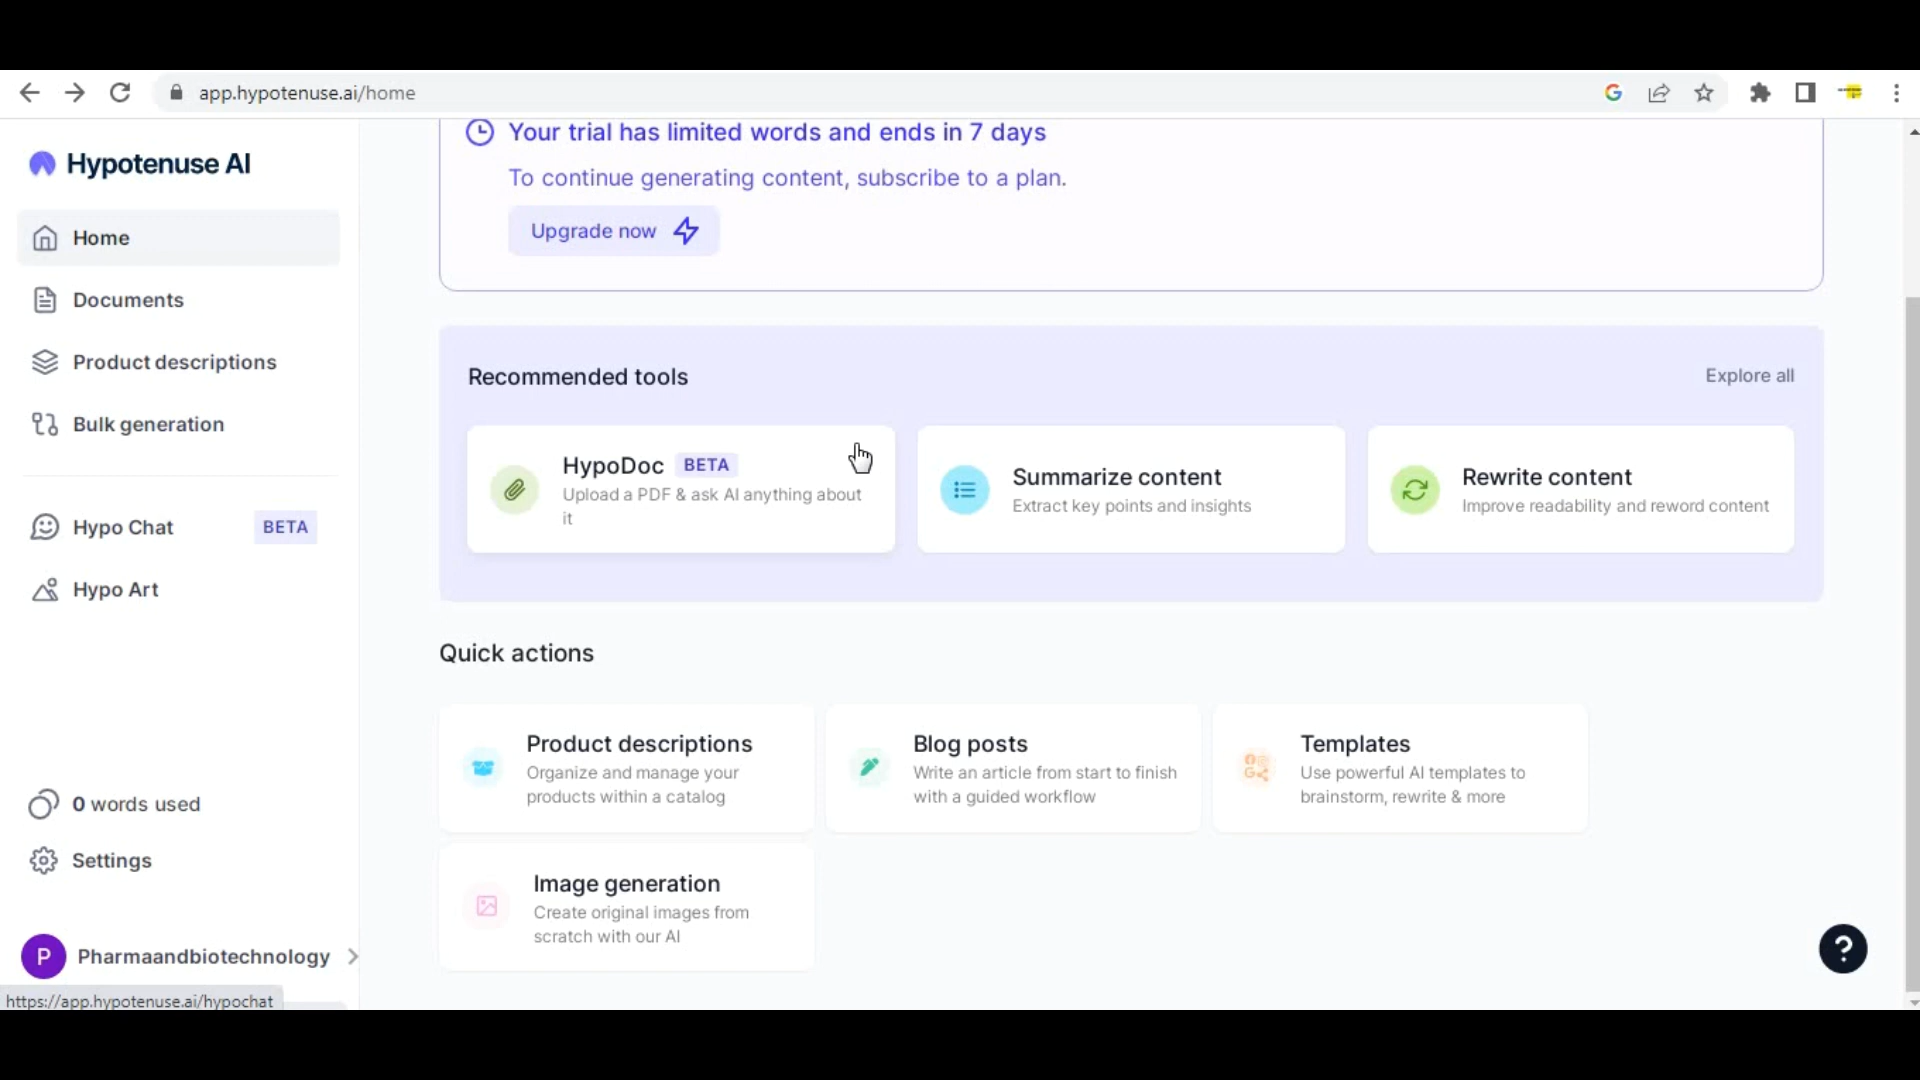 app.hypotenuse.ai/home
Hypotenuse AI
Home
Documents
Product descriptions
Bulk generation
Hypo Chat BETA
Hypo Art
0 words used
Settings
P Pharmaandbiotechnology
https://app.hypotenuse.ai/hypochat
Your trial has limited words and ends in 7 days
To continue generating content, subscribe to a plan.
Upgrade now
Recommended tools
Explore all
HypoDoc BETA
Upload a PDF & ask AI anything about
it
Summarize content
Extract key points and insights
Rewrite content
Improve readability and reword content
Quick actions
Product descriptions
Organize and manage your
products within a catalog
Blog posts
Write an article from start to finish
with a guided workflow
Templates
Use powerful AI templates to
brainstorm, rewrite & more
Image generation
Create original images from
scratch with our AI
?